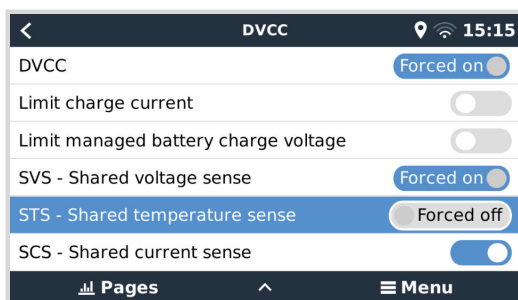 DVCC 15:15
DVCC Forced on
Limit charge current
Limit managed battery charge voltage
SVS - Shared voltage sense Forced on
STS - Shared temperature sense Forced off
SCS - Shared current sense
Pages Menu